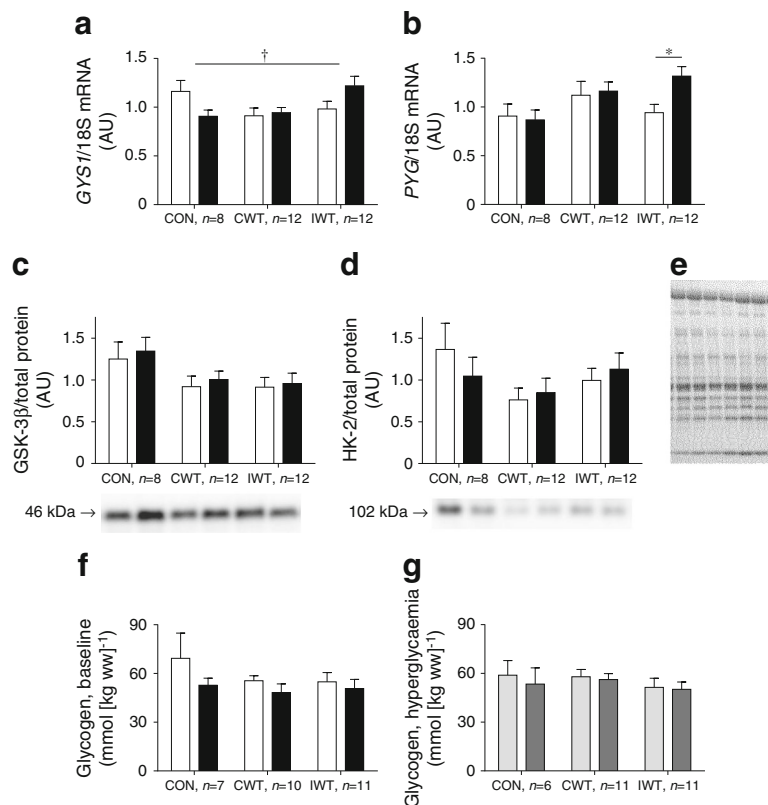 a
GYS1/18S mRNA
(AU)
1.5
1.0
0.5
0
†
CON, n=8
CWT, n=12
IWT, n=12
b
PYG/18S mRNA
(AU)
1.5
1.0
0.5
0
*
CON, n=8
CWT, n=12
IWT, n=12
c
GSK-3β/total protein
(AU)
1.5
1.0
0.5
0
CON, n=8
CWT, n=12
IWT, n=12
46 kDa →
d
HK-2/total protein
(AU)
1.5
1.0
0.5
0
CON, n=8
CWT, n=12
IWT, n=12
102 kDa →
e
f
Glycogen, baseline
(mmol [kg ww]-1)
90
60
30
0
CON, n=7
CWT, n=10
IWT, n=11
g
Glycogen, hyperglycaemia
(mmol [kg ww]-1)
90
60
30
0
CON, n=6
CWT, n=11
IWT, n=11